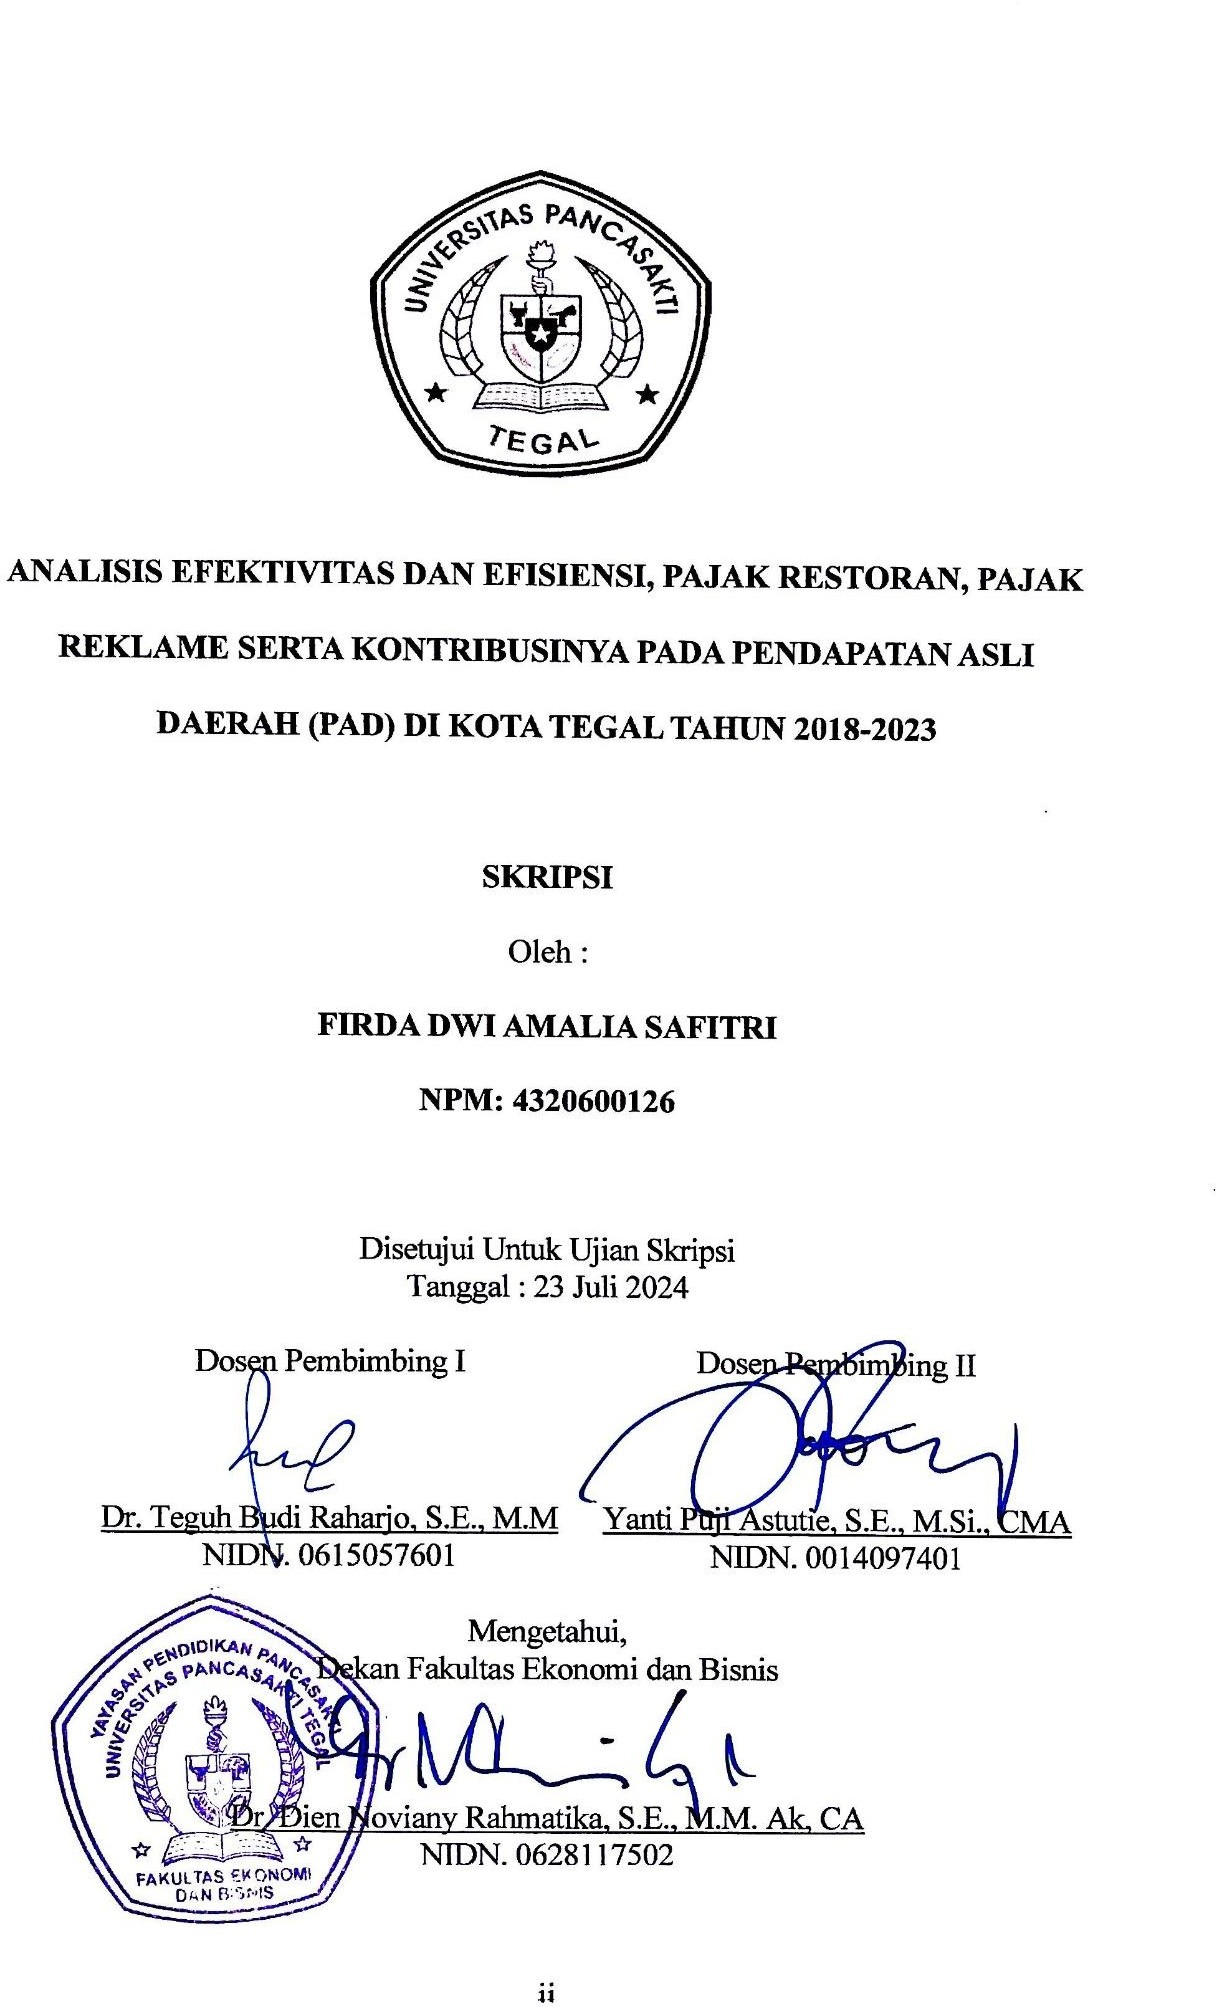 UNIVERSITAS PANCASAKTI
TEGAL
ANALISIS EFEKTIVITAS DAN EFISIENSI, PAJAK RESTORAN, PAJAK
REKLAME SERTA KONTRIBUSINYA PADA PENDAPATAN ASLI
DAERAH (PAD) DI KOTA TEGAL TAHUN 2018-2023
SKRIPSI
Oleh :
FIRDA DWI AMALIA SAFITRI
NPM: 4320600126
Disetujui Untuk Ujian Skripsi
Tanggal : 23 Juli 2024
Dosen Pembimbing I
Dosen Pembimbing II
Dr. Teguh Budi Raharjo, S.E., M.M
Yanti Puji Astutie, S.E., M.Si., CMA
NIDN. 0615057601
NIDN. 0014097401
Mengetahui,
Dekan Fakultas Ekonomi dan Bisnis
YAYASAN PENDIDIKAN PANCASAKTI
UNIVERSITAS PANCASAKTI TEGAL
Dr. Dien Noviany Rahmatika, S.E., M.M. Ak, CA
NIDN. 0628117502
FAKULTAS EKONOMI
DAN BISNIS
ii